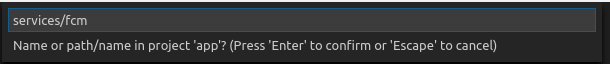 services/fcm
Name or path/name in project 'app'? (Press 'Enter' to confirm or 'Escape' to cancel)